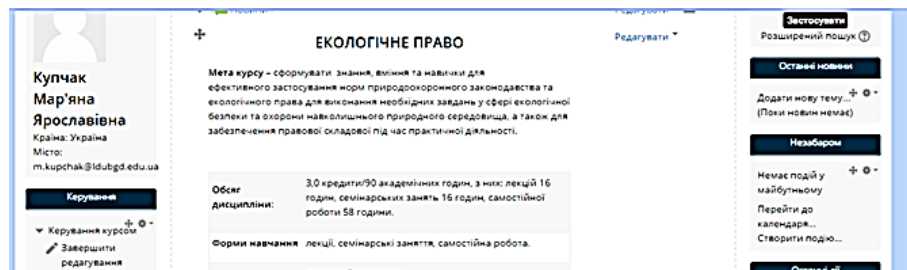 Купчак
Мар'яна
Ярославівна
Країна: Україна
Місто:
m.kupchak@ldubgd.edu.ua
Керування
Керування курсом
Завершити
редагування
Новини
Редагувати
ЕКОЛОГІЧНЕ ПРАВО
Редагувати
Мета курсу – сформувати знання, вміння та навички для
ефективного застосування норм природоохоронного законодавства та
екологічного права для виконання необхідних завдань у сфері екологічної
безпеки та охорони навколишнього природного середовища, а також для
забезпечення правової складової під час практичної діяльності.
Обсяг
дисципліни:
3,0 кредити/90 академічних годин, з них: лекцій 16
годин, семінарських занять 16 годин, самостійної
роботи 58 години.
Форми навчання лекції, семінарські заняття, самостійна робота.
Застосувати
Розширений пошук
Останні новини
Додати нову тему...
(Поки новин немає)
Незабаром
Немає подій у
майбутньому
Перейти до
календаря...
Створити подію...